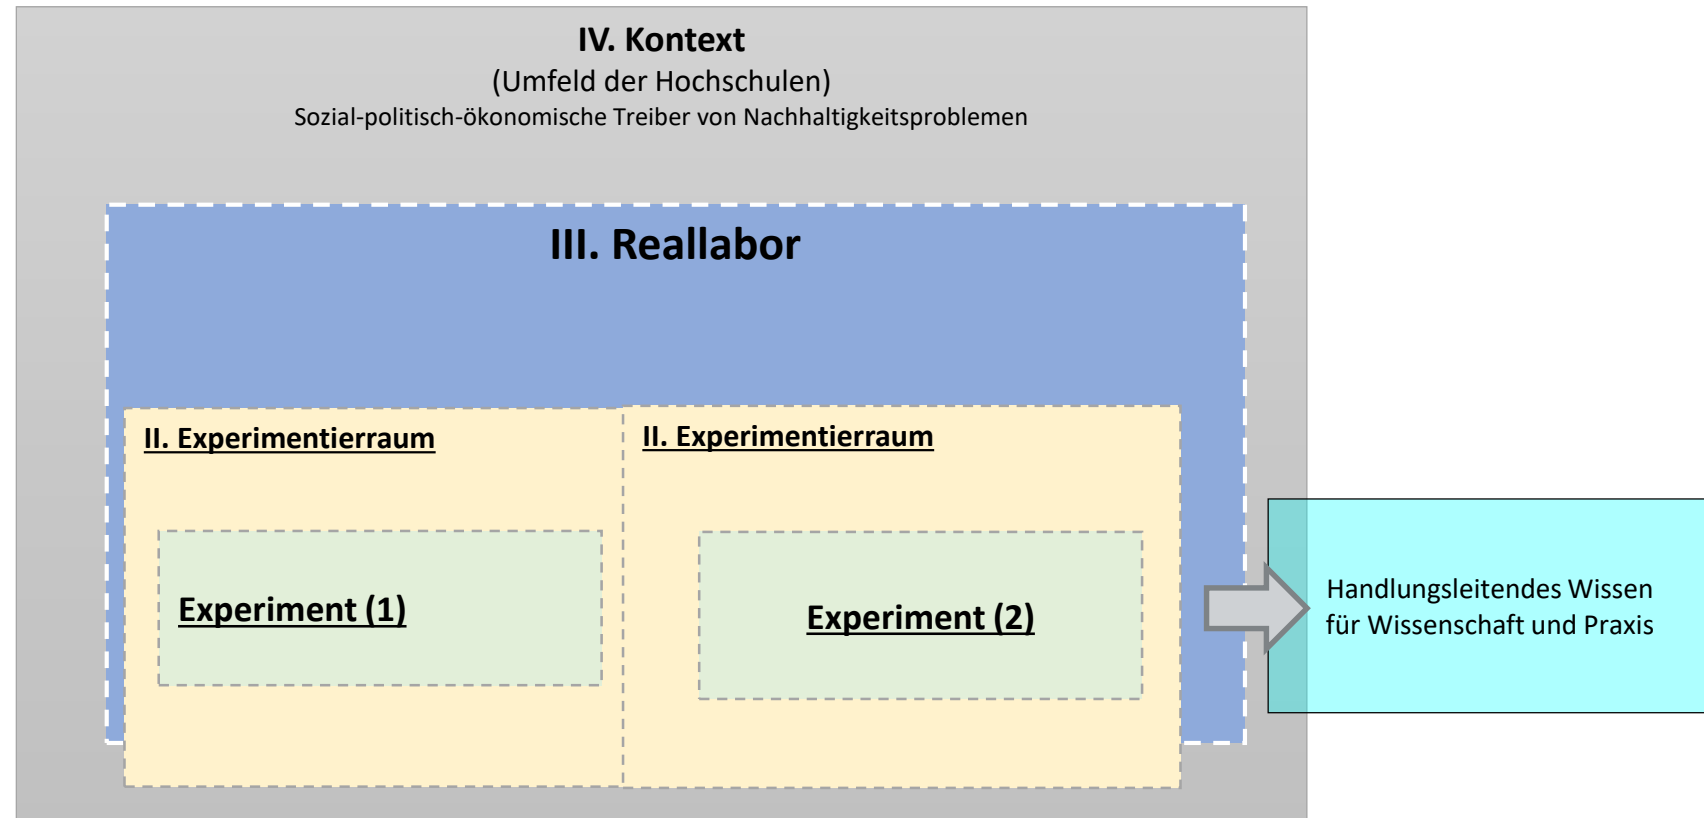 IV. Kontext
(Umfeld der Hochschulen)
Sozial-politisch-ökonomische Treiber von Nachhaltigkeitsproblemen
III. Reallabor
II. Experimentierraum
II. Experimentierraum
Experiment (1)
Experiment (2)
Handlungsleitendes Wissen
für Wissenschaft und Praxis